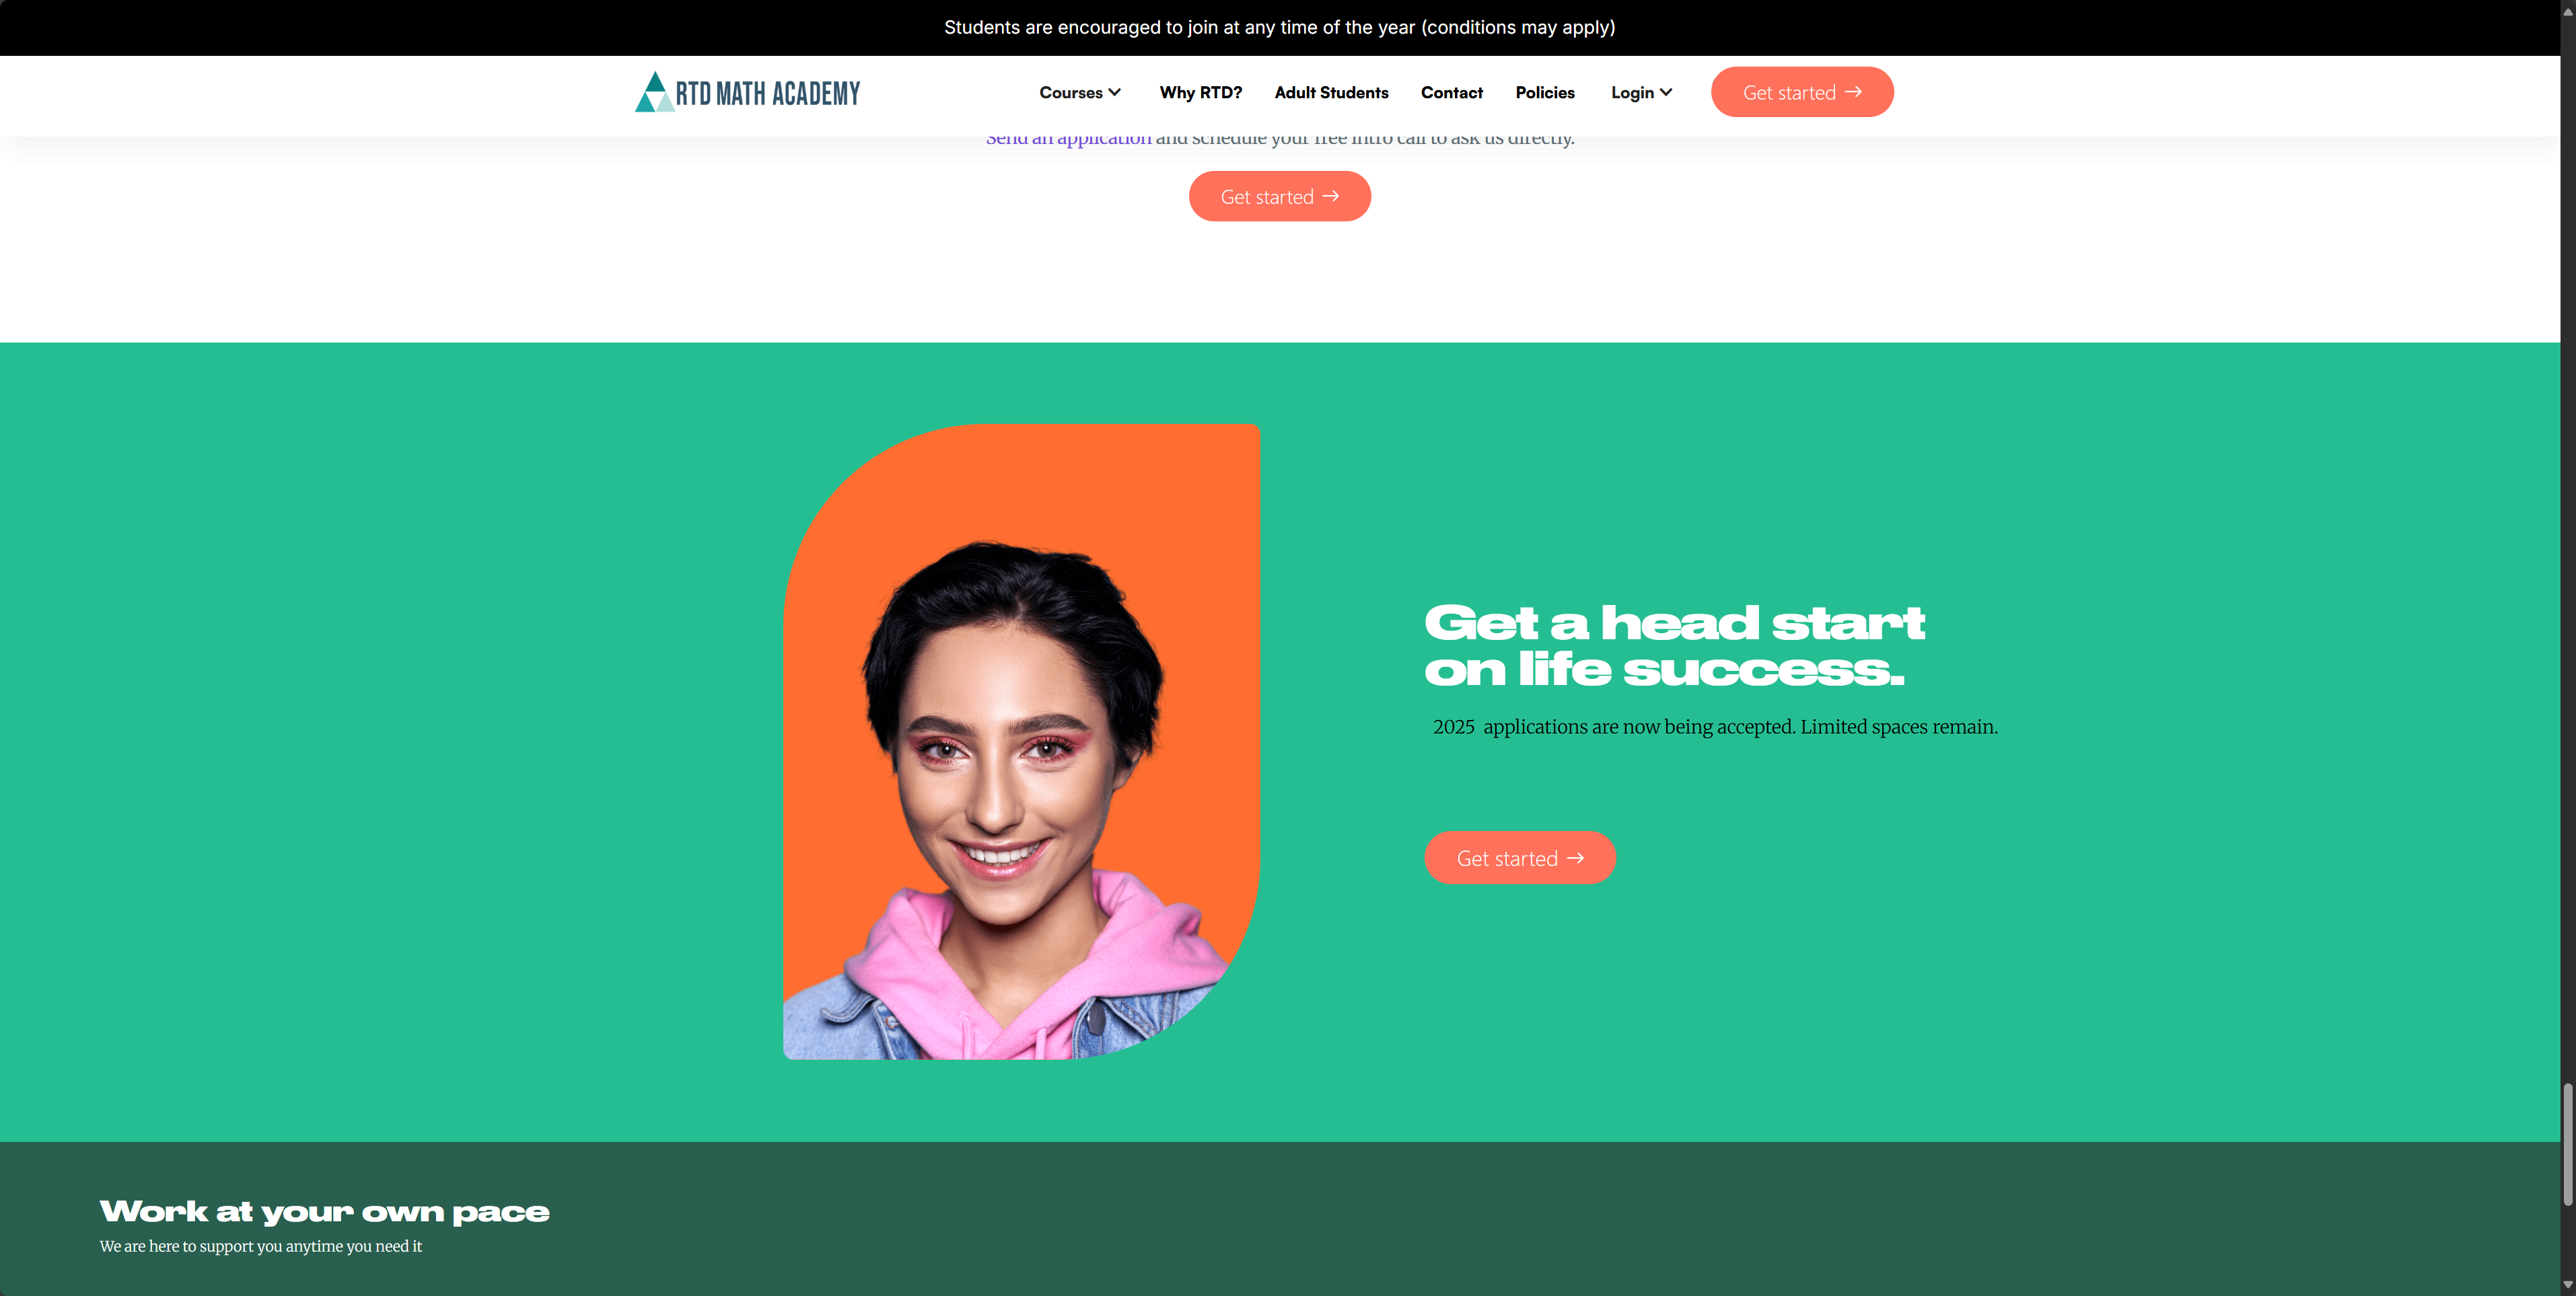 Students are encouraged to join at any time of the year (conditions may apply)
RTD MATH ACADEMY
Courses Why RTD? Adult Students Contact Policies Login Get started →
Send an application and schedule your free intro call to ask us directly.
Get started →
Get a head start
on life success.
2025 applications are now being accepted. Limited spaces remain.
Get started →
Work at your own pace
We are here to support you anytime you need it